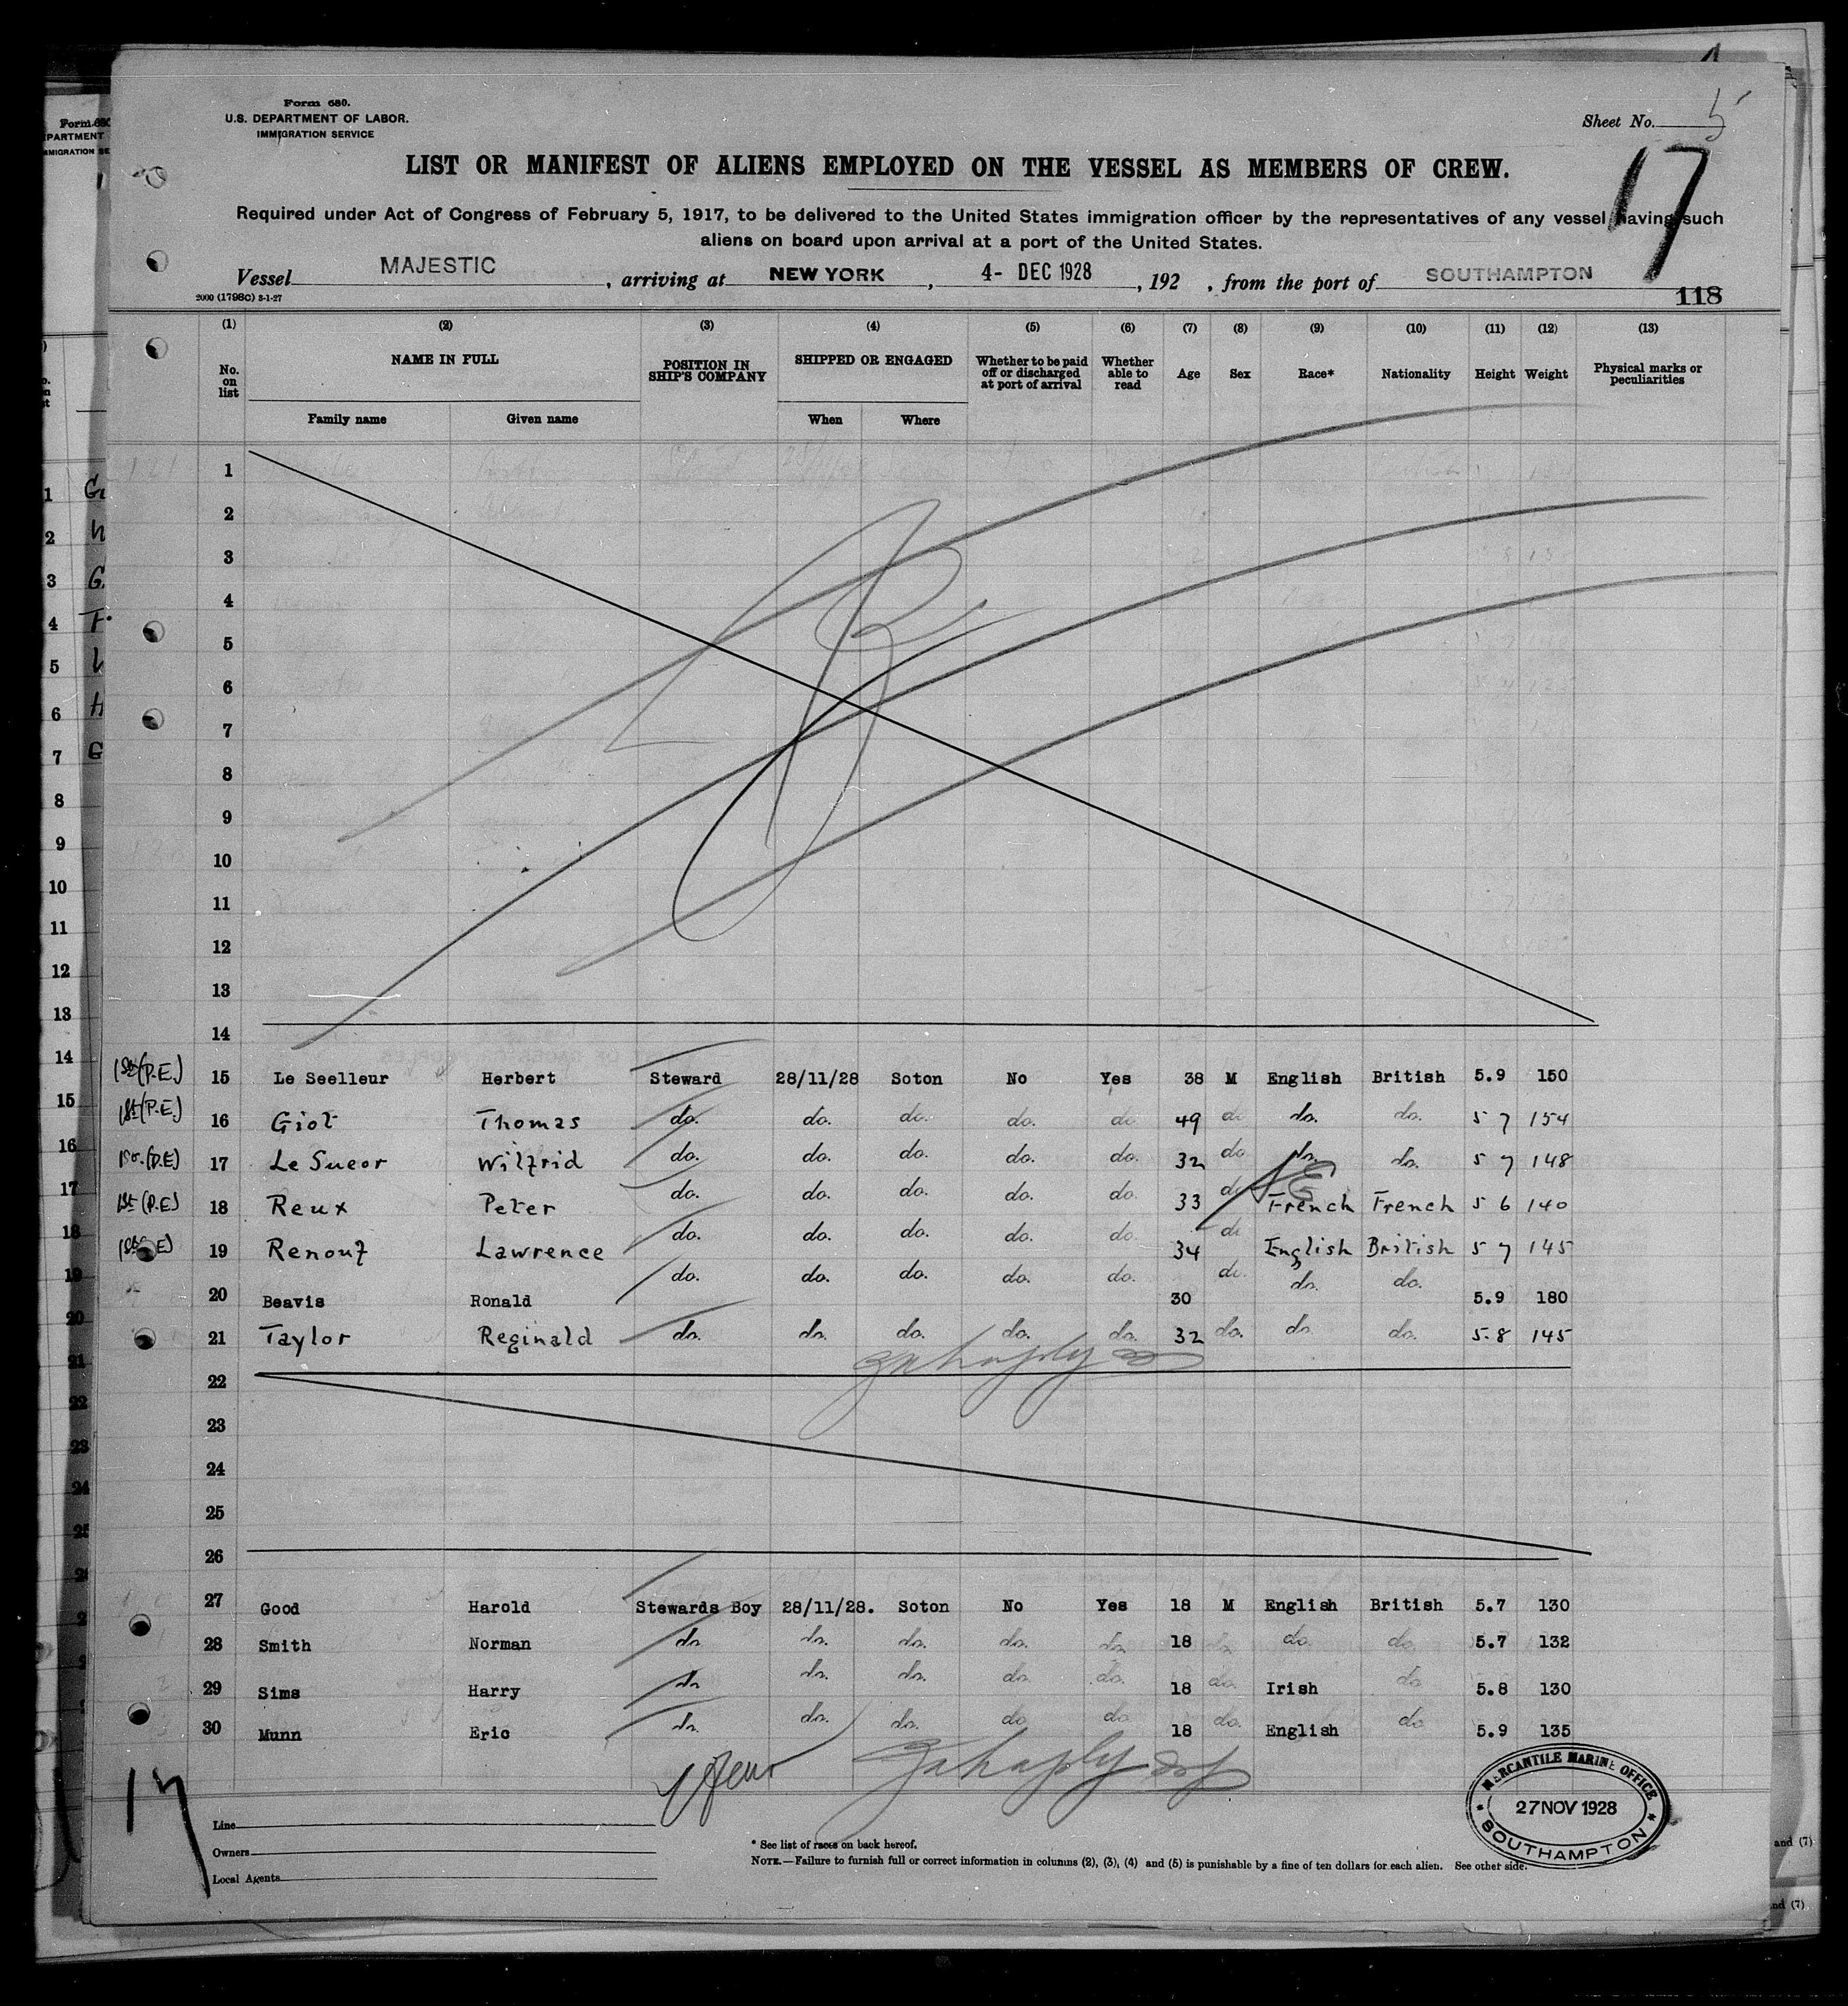 Form 680.
U.S. DEPARTMENT OF LABOR.
IMMIGRATION SERVICE
Sheet No. 5
17
LIST OR MANIFEST OF ALIENS EMPLOYED ON THE VESSEL AS MEMBERS OF CREW.
Required under Act of Congress of February 5, 1917, to be delivered to the United States immigration officer by the representatives of any vessel having such
aliens on board upon arrival at a port of the United States.
Vessel MAJESTIC, arriving at NEW YORK, 4- DEC 1928, 192 , from the port of SOUTHAMPTON
2000 (1798C) 3-1-27
118
(1) (2) (3) (4) (5) (6) (7) (8) (9) (10) (11) (12) (13)
No. on list NAME IN FULL POSITION IN SHIP'S COMPANY SHIPPED OR ENGAGED Whether to be paid off or discharged at port of arrival Whether able to read Age Sex Race* Nationality Height Weight Physical marks or peculiarities
Family name Given name When Where
1
2
3
4
5
6
7
8
9
10
11
12
13
14
1st (P.E.) 15 Le Seelleur Herbert Steward 28/11/28 Soton No Yes 38 M English British 5.9 150
1st (P.E.) 16 Giot Thomas do. do. do. do. do 49 do do. do. 5 7 154
(P.E) 17 Le Sueor Wilfrid do. do. do. do. do. 32 do do. do. 5 7 148
1st (P.E) 18 Reux Peter do. do. do. do. do. 33 do French French 5 6 140
19 Renouf Lawrence do. do. do. do. do. 34 do English British 5 7 145
20 Beavis Ronald do. do. do. do. do. 30 do. do. do. 5.9 180
21 Taylor Reginald do. do. do. do. do. 32 do. do. do. 5.8 145
22
23
24
25
26
27 Good Harold Stewards Boy 28/11/28. Soton No Yes 18 M English British 5.7 130
28 Smith Norman do do. do. do. do 18 do do. do. 5.7 132
29 Sims Harry do do. do. do. do. 18 do. Irish do 5.8 130
30 Munn Eric do. do. do. do do 18 do. English do 5.9 135
17
MERCANTILE MARINE OFFICE
27 NOV 1928
SOUTHAMPTON
Line
Owners
Local Agents
* See list of races on back hereof.
NOTE.—Failure to furnish full or correct information in columns (2), (3), (4) and (5) is punishable by a fine of ten dollars for each alien. See other side.